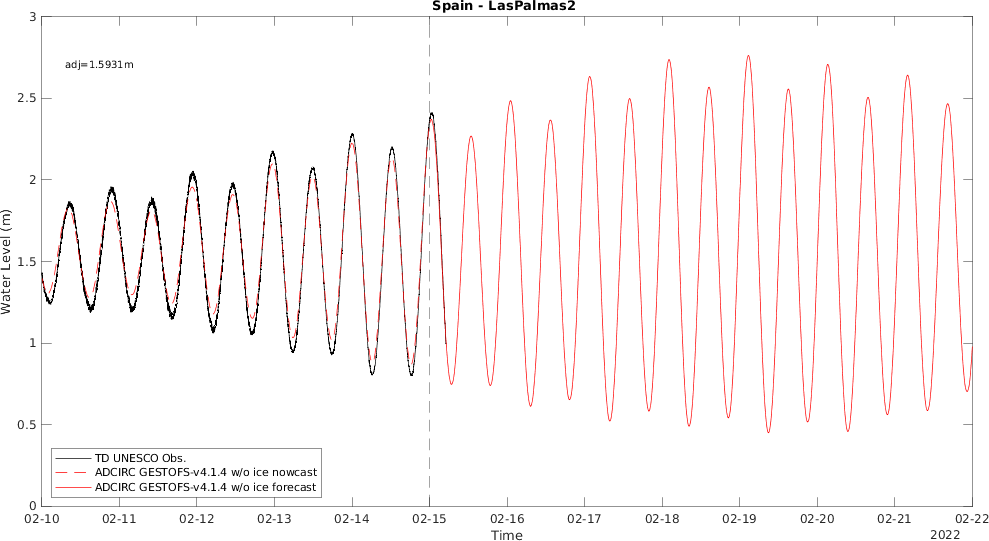 Spain - LasPalmas2
adj=1.5931m
3
2.5
2
1.5
1
0.5
0
Water Level (m)
TD UNESCO Obs.
ADCIRC GESTOFS-v4.1.4 w/o ice nowcast
ADCIRC GESTOFS-v4.1.4 w/o ice forecast
02-10 02-11 02-12 02-13 02-14 02-15 02-16 02-17 02-18 02-19 02-20 02-21 02-22
Time
2022